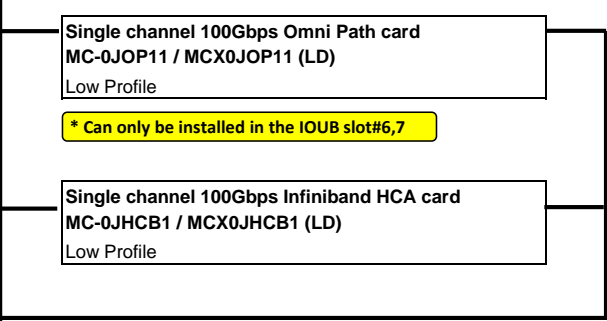 Single channel 100Gbps Omni Path card
MC-0JOP11 / MCX0JOP11 (LD)
Low Profile
* Can only be installed in the IOUB slot#6,7
Single channel 100Gbps Infiniband HCA card
MC-0JHCB1 / MCX0JHCB1 (LD)
Low Profile